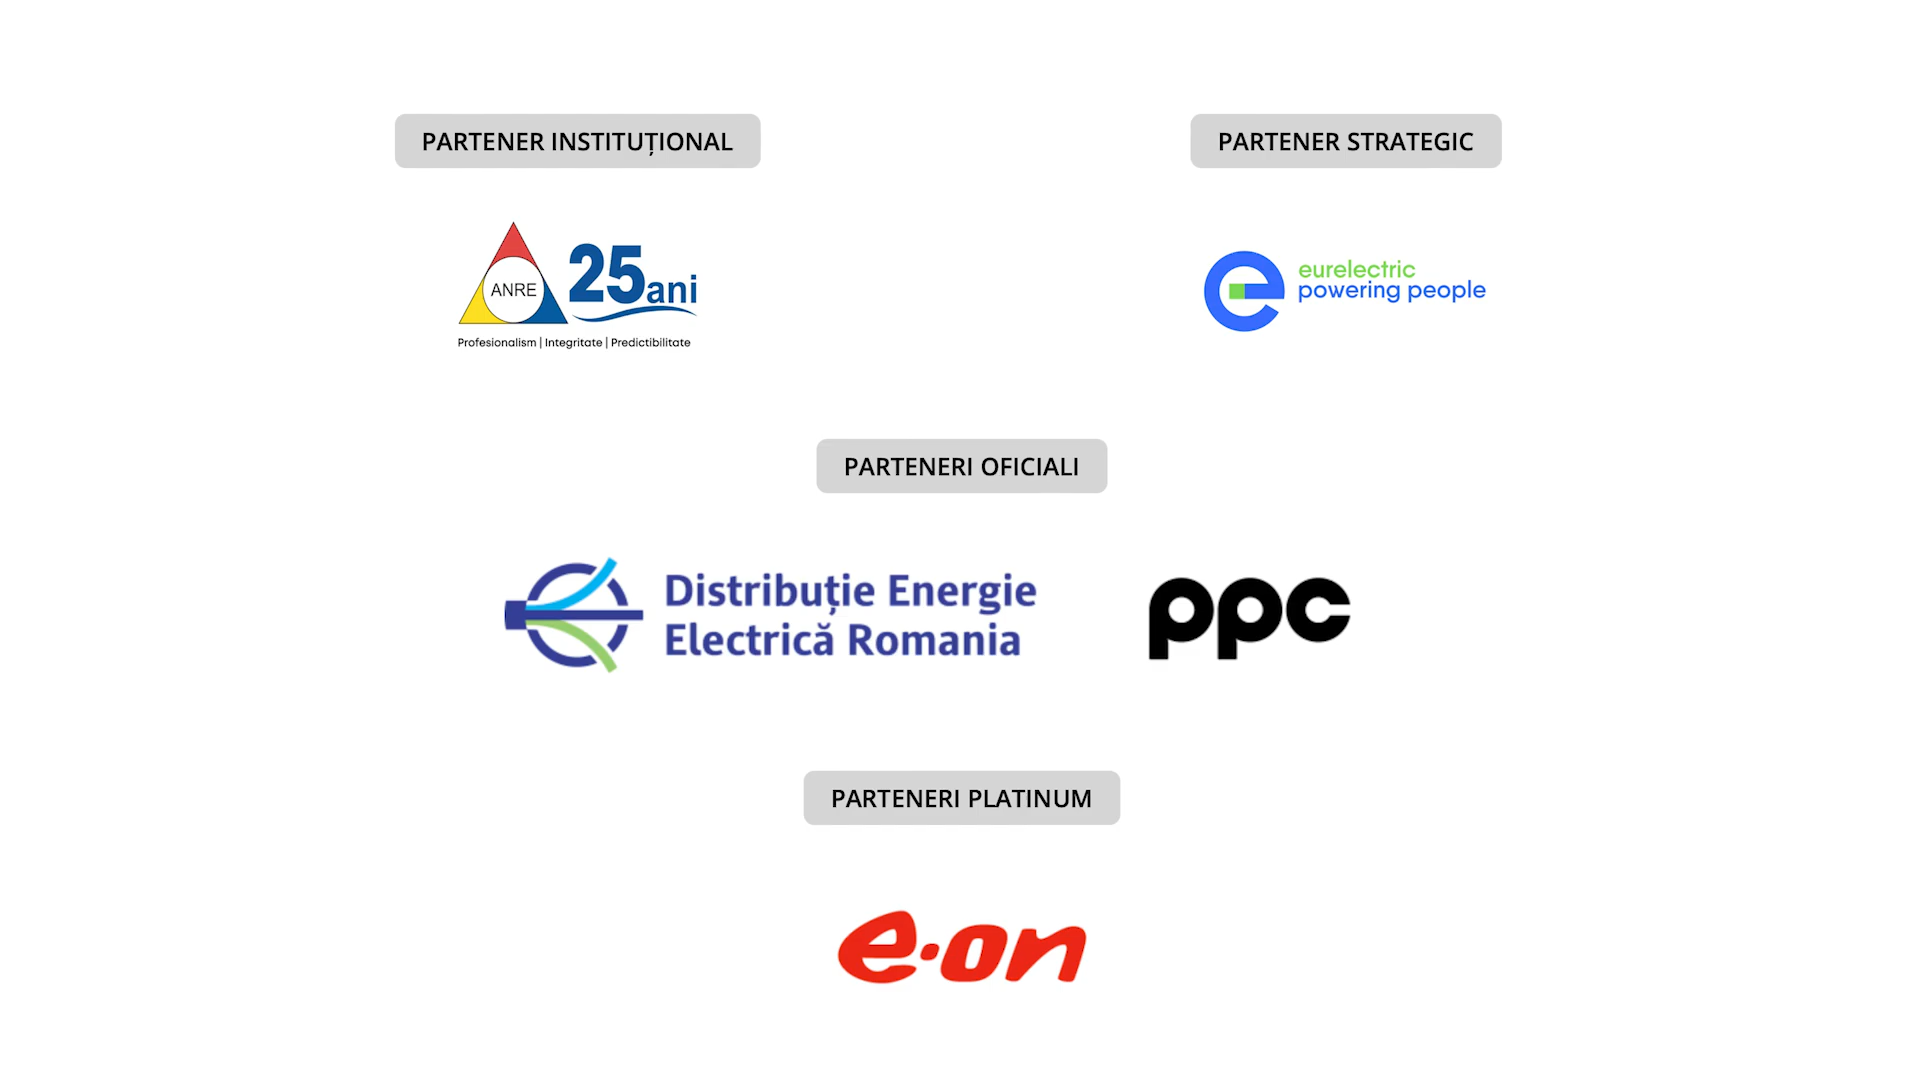 PARTENER INSTITUȚIONAL
PARTENER STRATEGIC
ANRE
25ani
Profesionalism | Integritate | Predictibilitate
eurelectric
powering people
PARTENERI OFICIALI
Distribuție Energie
Electrică Romania
ppc
PARTENERI PLATINUM
e·on